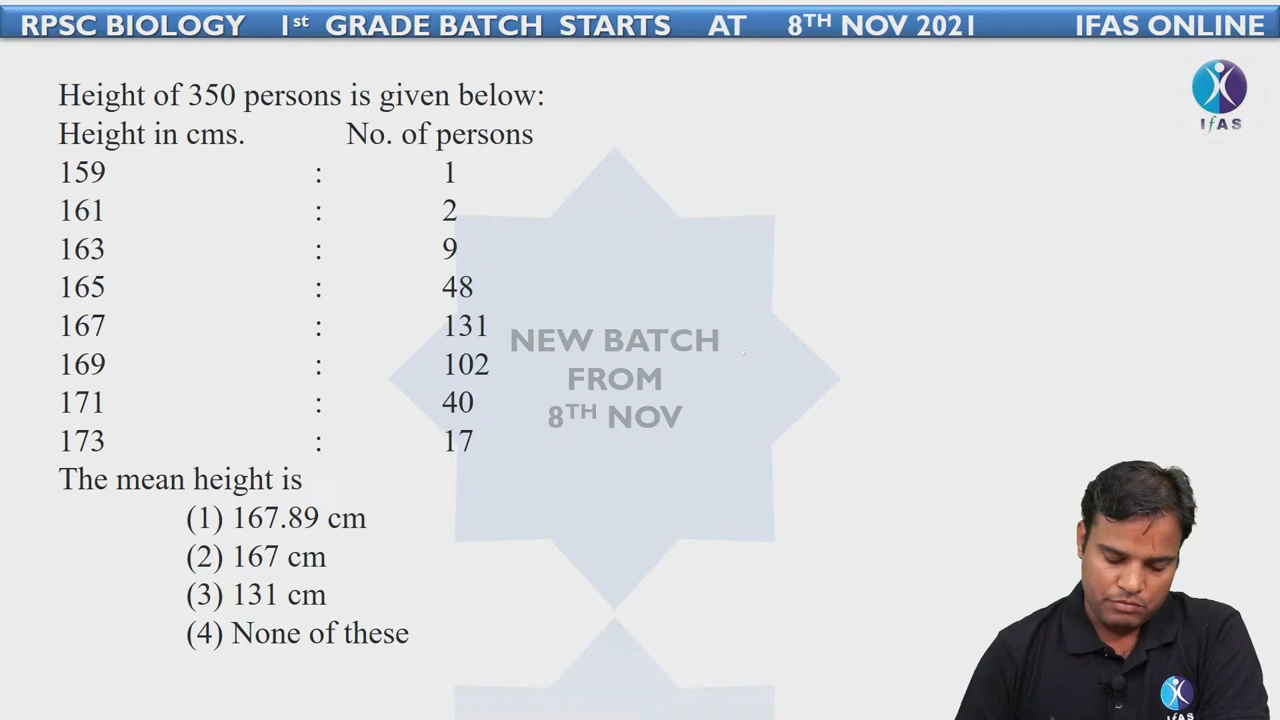 RPSC BIOLOGY 1st GRADE BATCH STARTS AT 8TH NOV 2021 IFAS ONLINE
IfAS
Height of 350 persons is given below:
Height in cms. No. of persons
159 : 1
161 : 2
163 : 9
165 : 48
167 : 131
169 : 102
171 : 40
173 : 17
NEW BATCH
FROM
8TH NOV
The mean height is
(1) 167.89 cm
(2) 167 cm
(3) 131 cm
(4) None of these
IfAS